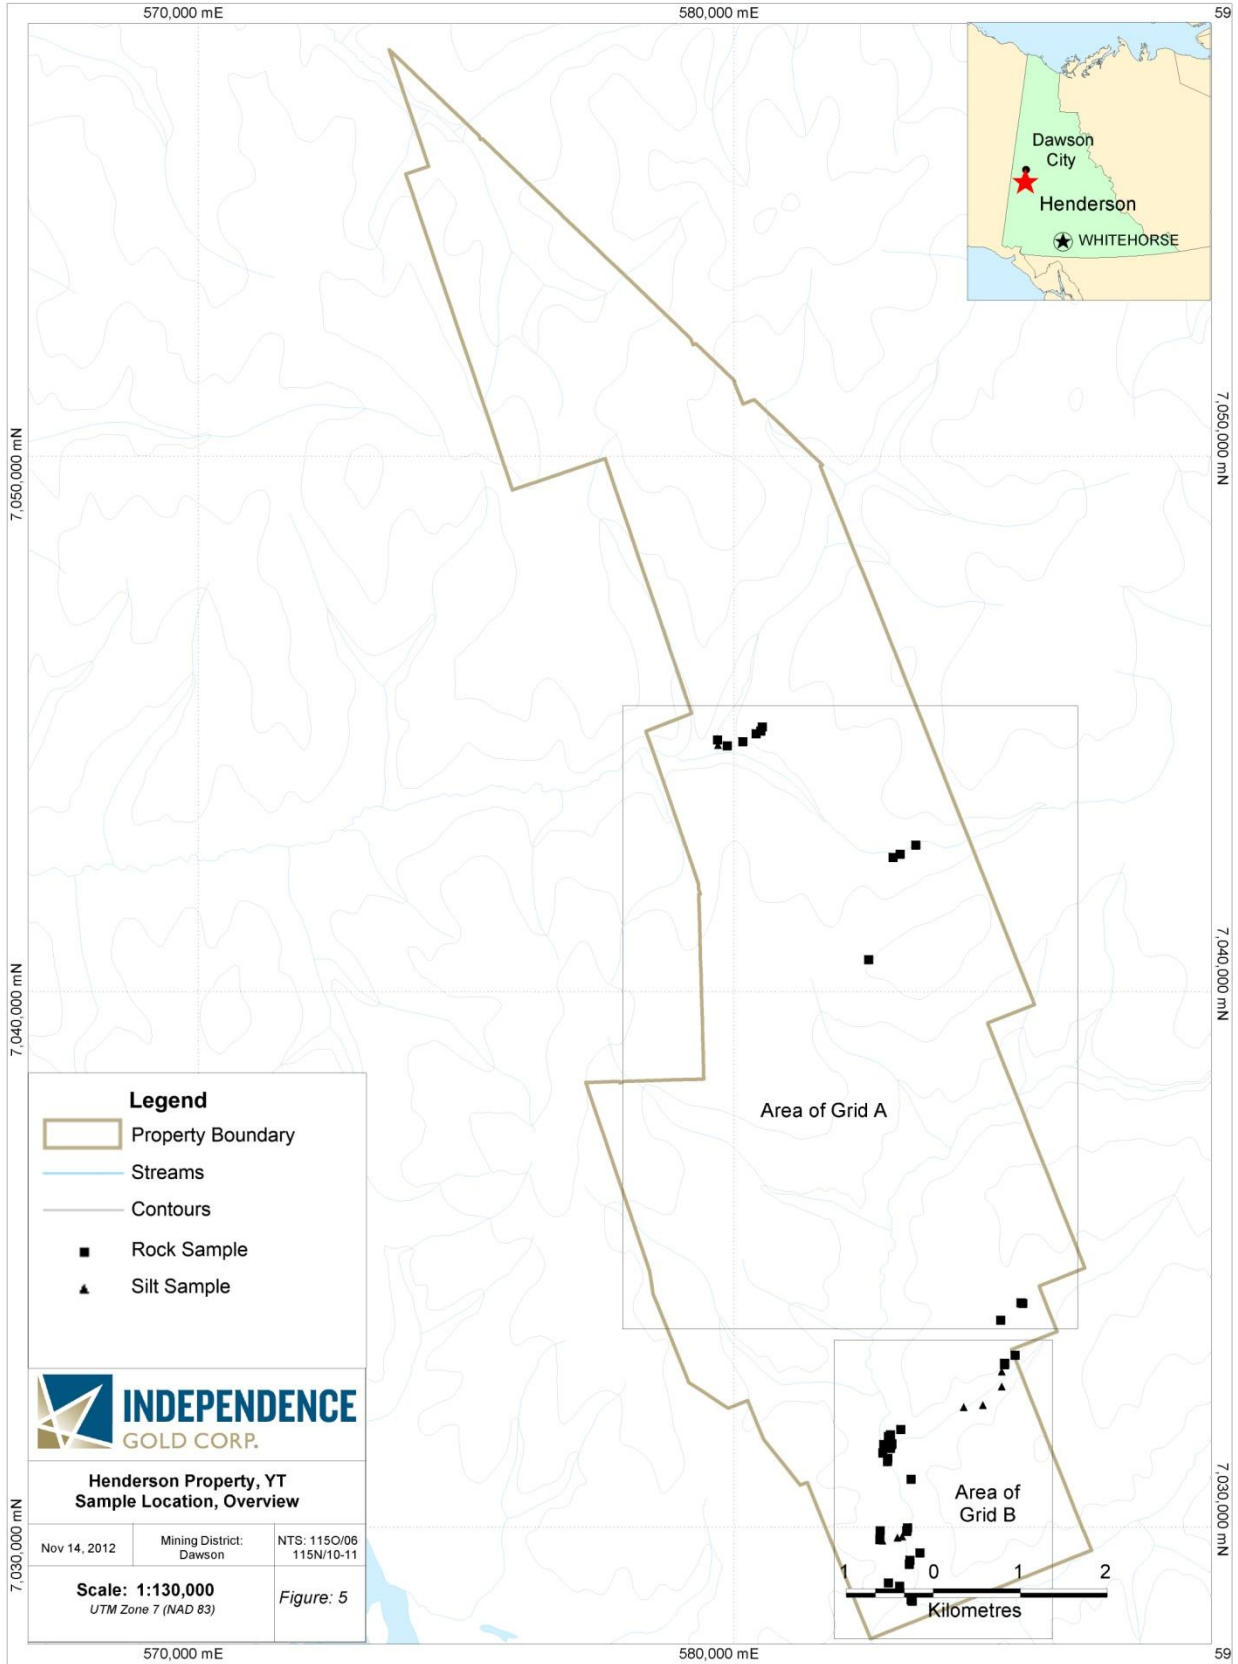 570,000 mE
580,000 mE
59
Dawson
City
Henderson
WHITEHORSE
7,050,000 mN
7,050,000 mN
7,040,000 mN
7,040,000 mN
Area of Grid A
Legend
Property Boundary
Streams
Contours
Rock Sample
Silt Sample
INDEPENDENCE
GOLD CORP.
Henderson Property, YT
Sample Location, Overview
Nov 14, 2012
Mining District:
Dawson
NTS: 115O/06
115N/10-11
Scale: 1:130,000
UTM Zone 7 (NAD 83)
Figure: 5
Area of
Grid B
7,030,000 mN
7,030,000 mN
1 0 1 2
Kilometres
570,000 mE
580,000 mE
59